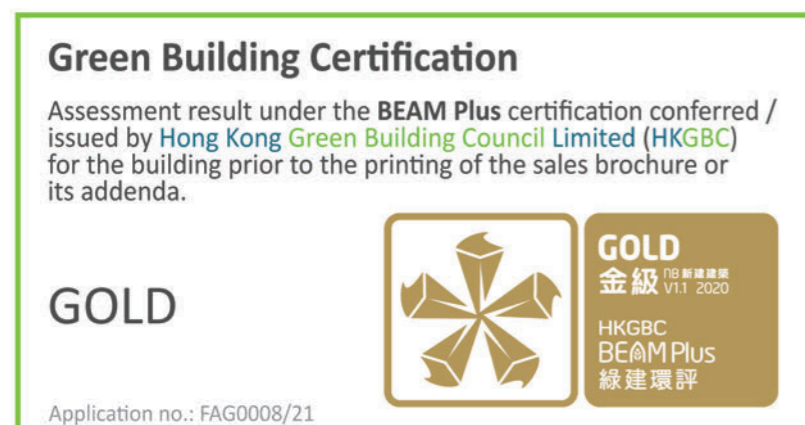 Green Building Certification
Assessment result under the BEAM Plus certification conferred /
issued by Hong Kong Green Building Council Limited (HKGBC)
for the building prior to the printing of the sales brochure or
its addenda.
GOLD
Application no.: FAG0008/21
GOLD
金級 NB 新建建築
V1.1 2020
HKGBC
BEAM Plus
綠建環評